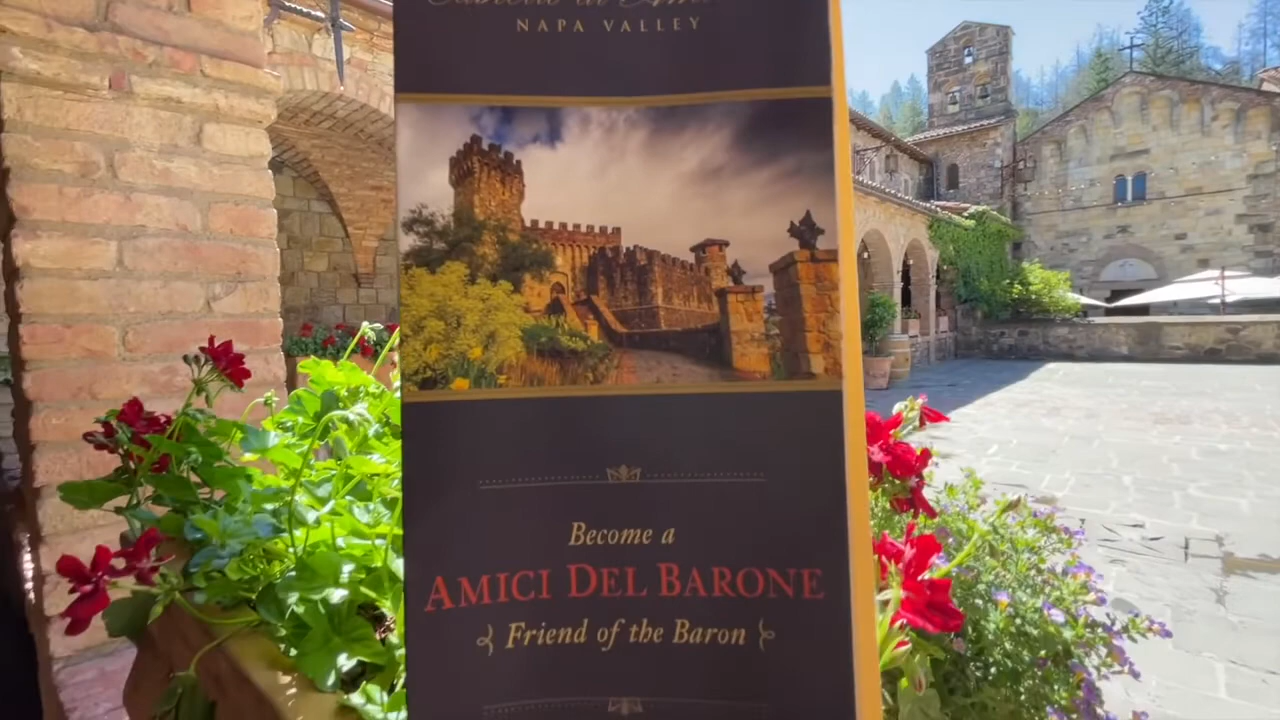 NAPA VALLEY
Become a
AMICI DEL BARONE
Friend of the Baron